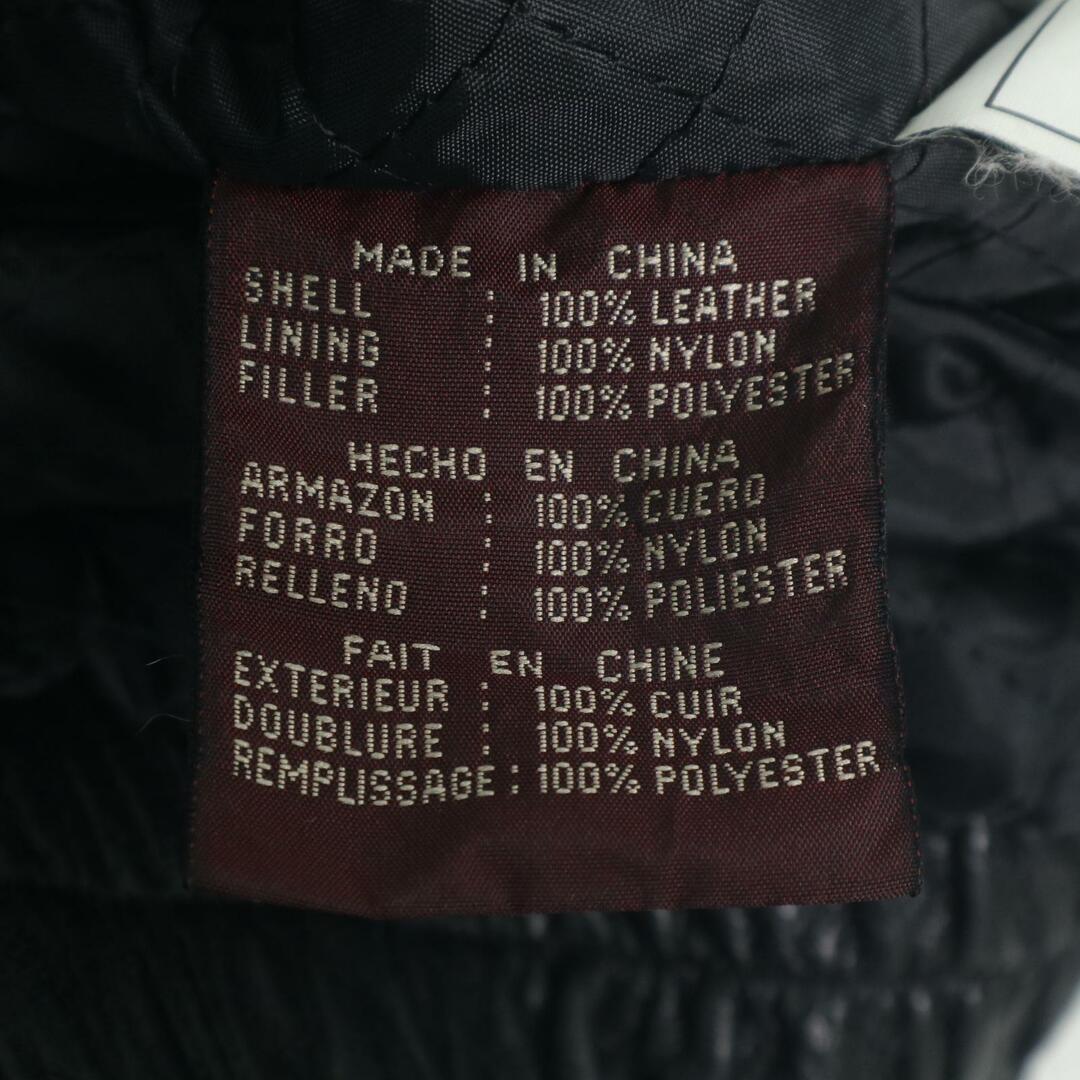 MADE IN CHINA
SHELL : 100% LEATHER
LINING : 100% NYLON
FILLER : 100% POLYESTER
HECHO EN CHINA
ARMAZON : 100% CUERO
FORRO : 100% NYLON
RELLENO : 100% POLIESTER
FAIT EN CHINE
EXTERIEUR : 100% CUIR
DOUBLURE : 100% NYLON
REMPLISSAGE : 100% POLYESTER